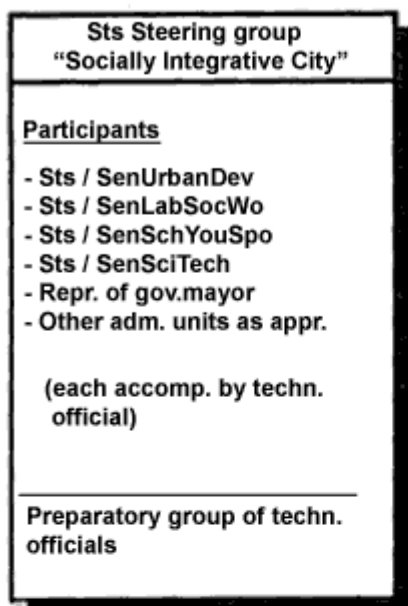 Sts Steering group
“Socially Integrative City”
Participants
- Sts / SenUrbanDev
- Sts / SenLabSocWo
- Sts / SenSchYouSpo
- Sts / SenSciTech
- Repr. of gov.mayor
- Other adm. units as appr.
(each accomp. by techn.
official)
Preparatory group of techn.
officials